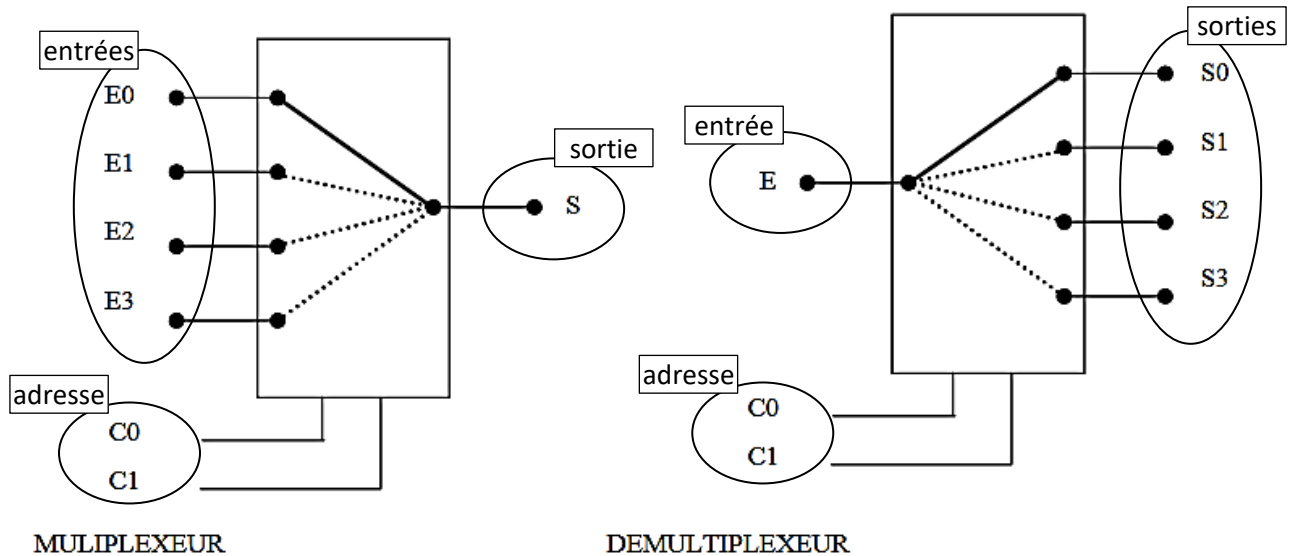 entrées
E0
E1
E2
E3
sortie
S
adresse
C0
C1
MULIPLEXEUR
entrée
E
sorties
S0
S1
S2
S3
adresse
C0
C1
DEMULTIPLEXEUR